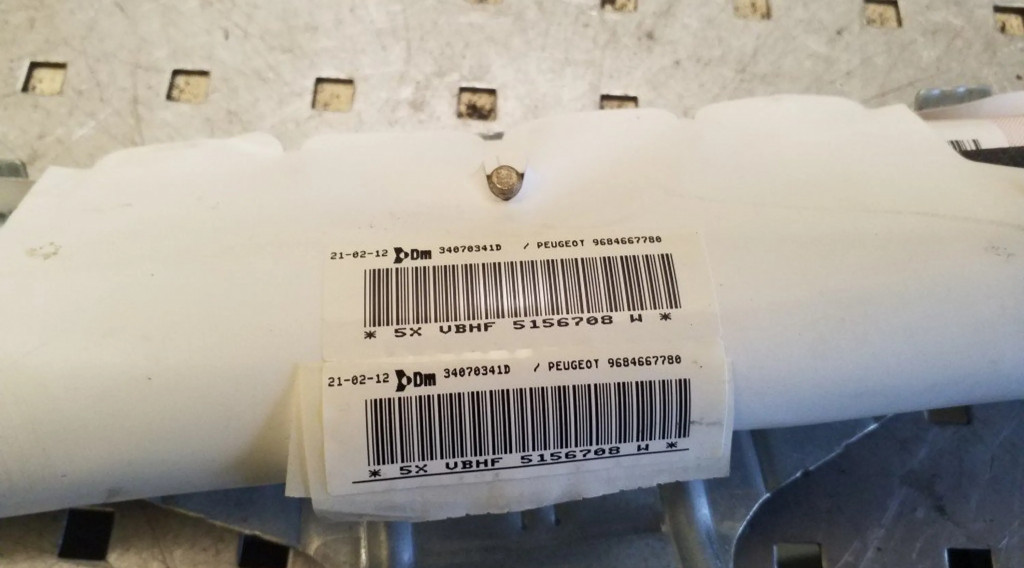 21-02-12 Dm 34070341D / PEUGEOT 9684667780
* 5X VBHF 5156708 W *
21-02-12 Dm 34070341D / PEUGEOT 9684667780
* 5X VBHF 5156708 W *